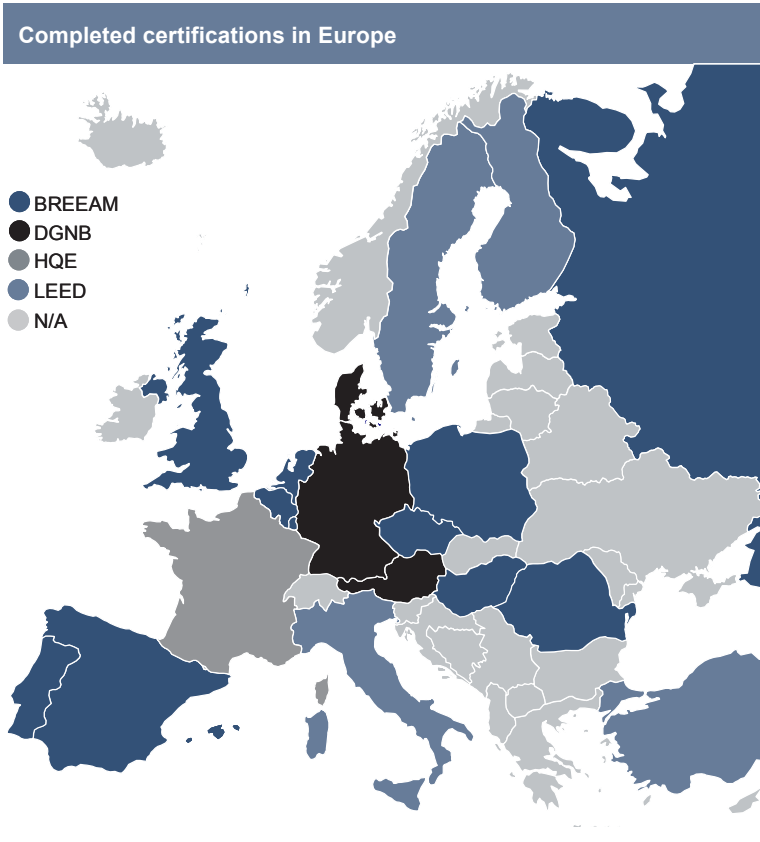 Completed certifications in Europe
BREEAM
DGNB
HQE
LEED
N/A